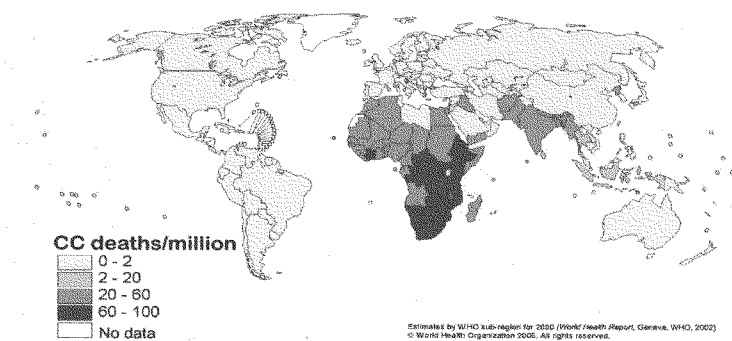 CC deaths/million
0 - 2
2 - 20
20 - 60
60 - 100
No data
Estimates by WHO sub-region for 2000 (World Health Report, Geneva, WHO, 2002)
© World Health Organization 2005. All rights reserved.